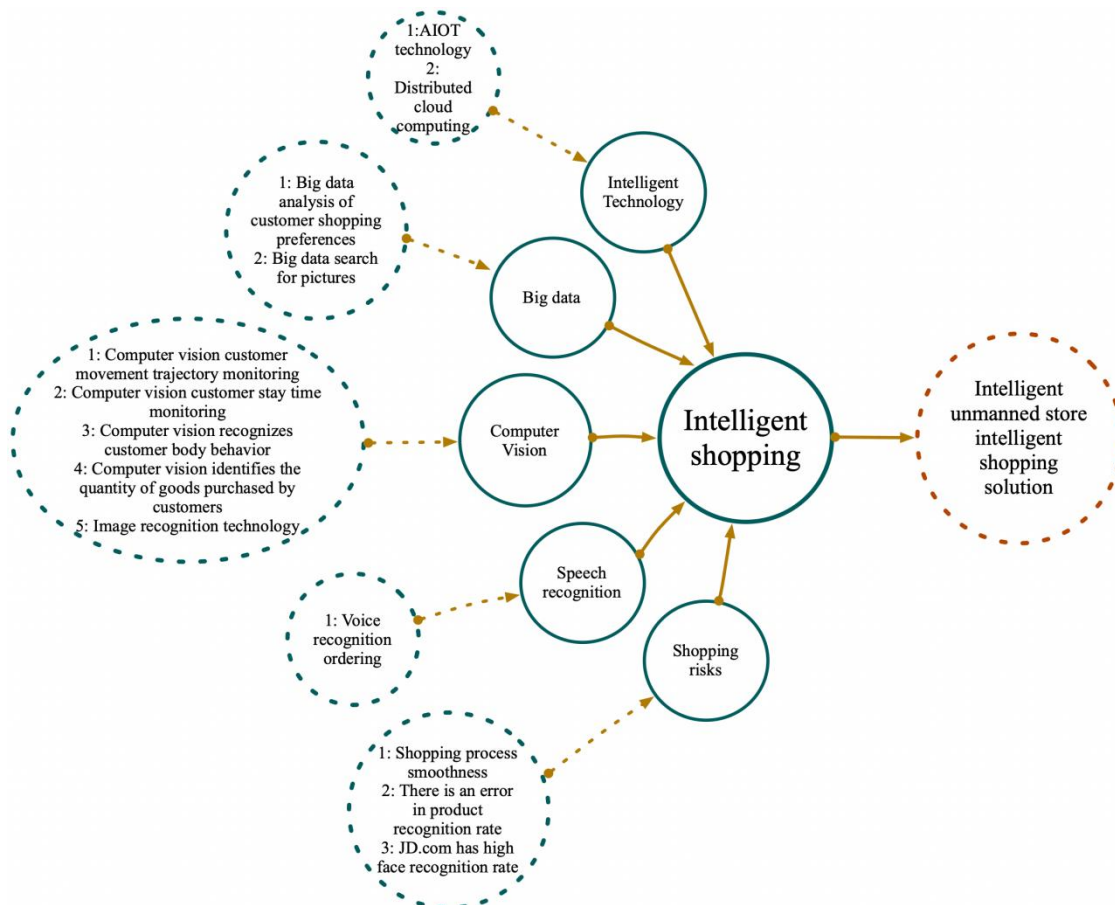 1:AIOT
technology
2:
Distributed
cloud
computing
Intelligent
Technology
1: Big data
analysis of
customer shopping
preferences
2: Big data search
for pictures
Big data
1: Computer vision customer
movement trajectory monitoring
2: Computer vision customer stay time
monitoring
3: Computer vision recognizes
customer body behavior
4: Computer vision identifies the
quantity of goods purchased by
customers
5: Image recognition technology
Computer
Vision
Intelligent
shopping
Intelligent
unmanned store
intelligent
shopping
solution
Speech
recognition
1: Voice
recognition
ordering
Shopping
risks
1: Shopping process
smoothness
2: There is an error
in product
recognition rate
3: JD.com has high
face recognition rate